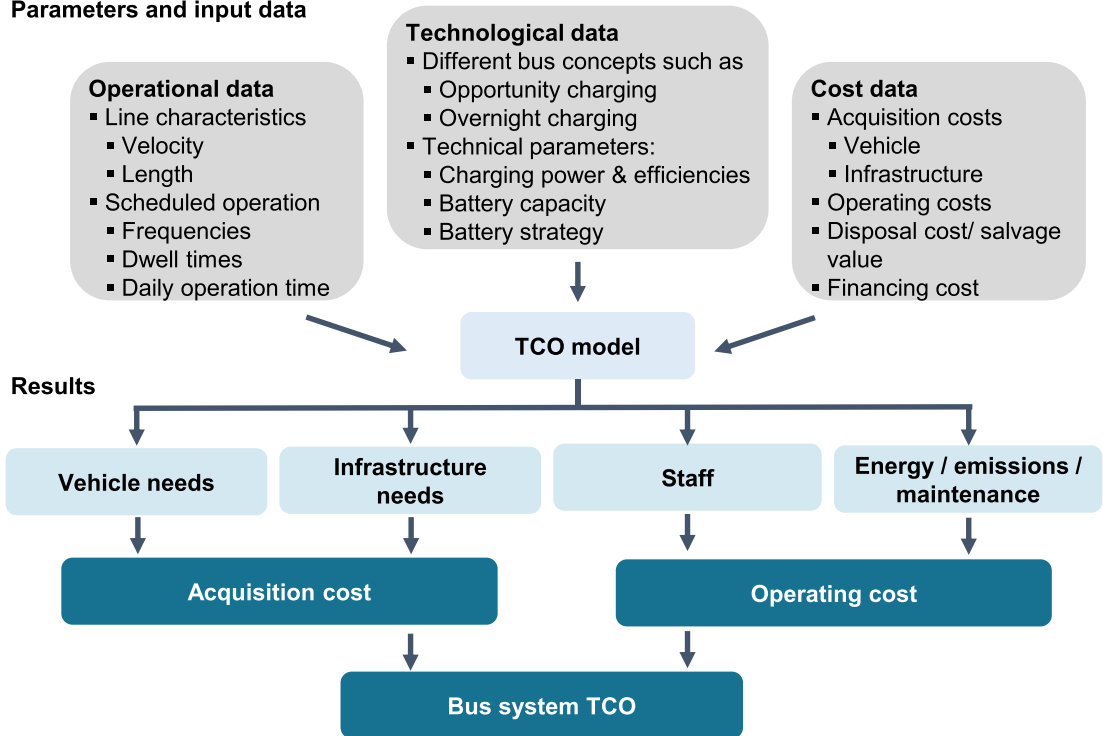 Parameters and input data
Operational data
▪ Line characteristics
▪ Velocity
▪ Length
▪ Scheduled operation
▪ Frequencies
▪ Dwell times
▪ Daily operation time
Technological data
▪ Different bus concepts such as
▪ Opportunity charging
▪ Overnight charging
▪ Technical parameters:
▪ Charging power & efficiencies
▪ Battery capacity
▪ Battery strategy
Cost data
▪ Acquisition costs
▪ Vehicle
▪ Infrastructure
▪ Operating costs
▪ Disposal cost/ salvage
value
▪ Financing cost
TCO model
Results
Vehicle needs
Infrastructure
needs
Staff
Energy / emissions /
maintenance
Acquisition cost
Operating cost
Bus system TCO